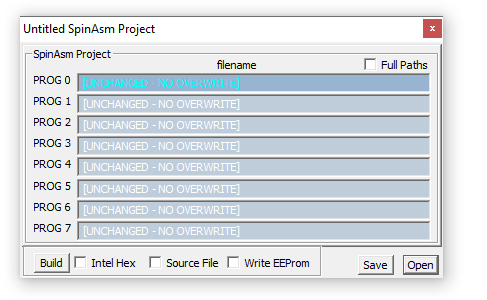 Untitled SpinAsm Project x
SpinAsm Project
filename Full Paths
PROG 0 [UNCHANGED - NO OVERWRITE]
PROG 1 [UNCHANGED - NO OVERWRITE]
PROG 2 [UNCHANGED - NO OVERWRITE]
PROG 3 [UNCHANGED - NO OVERWRITE]
PROG 4 [UNCHANGED - NO OVERWRITE]
PROG 5 [UNCHANGED - NO OVERWRITE]
PROG 6 [UNCHANGED - NO OVERWRITE]
PROG 7 [UNCHANGED - NO OVERWRITE]
Build Intel Hex Source File Write EEProm Save Open